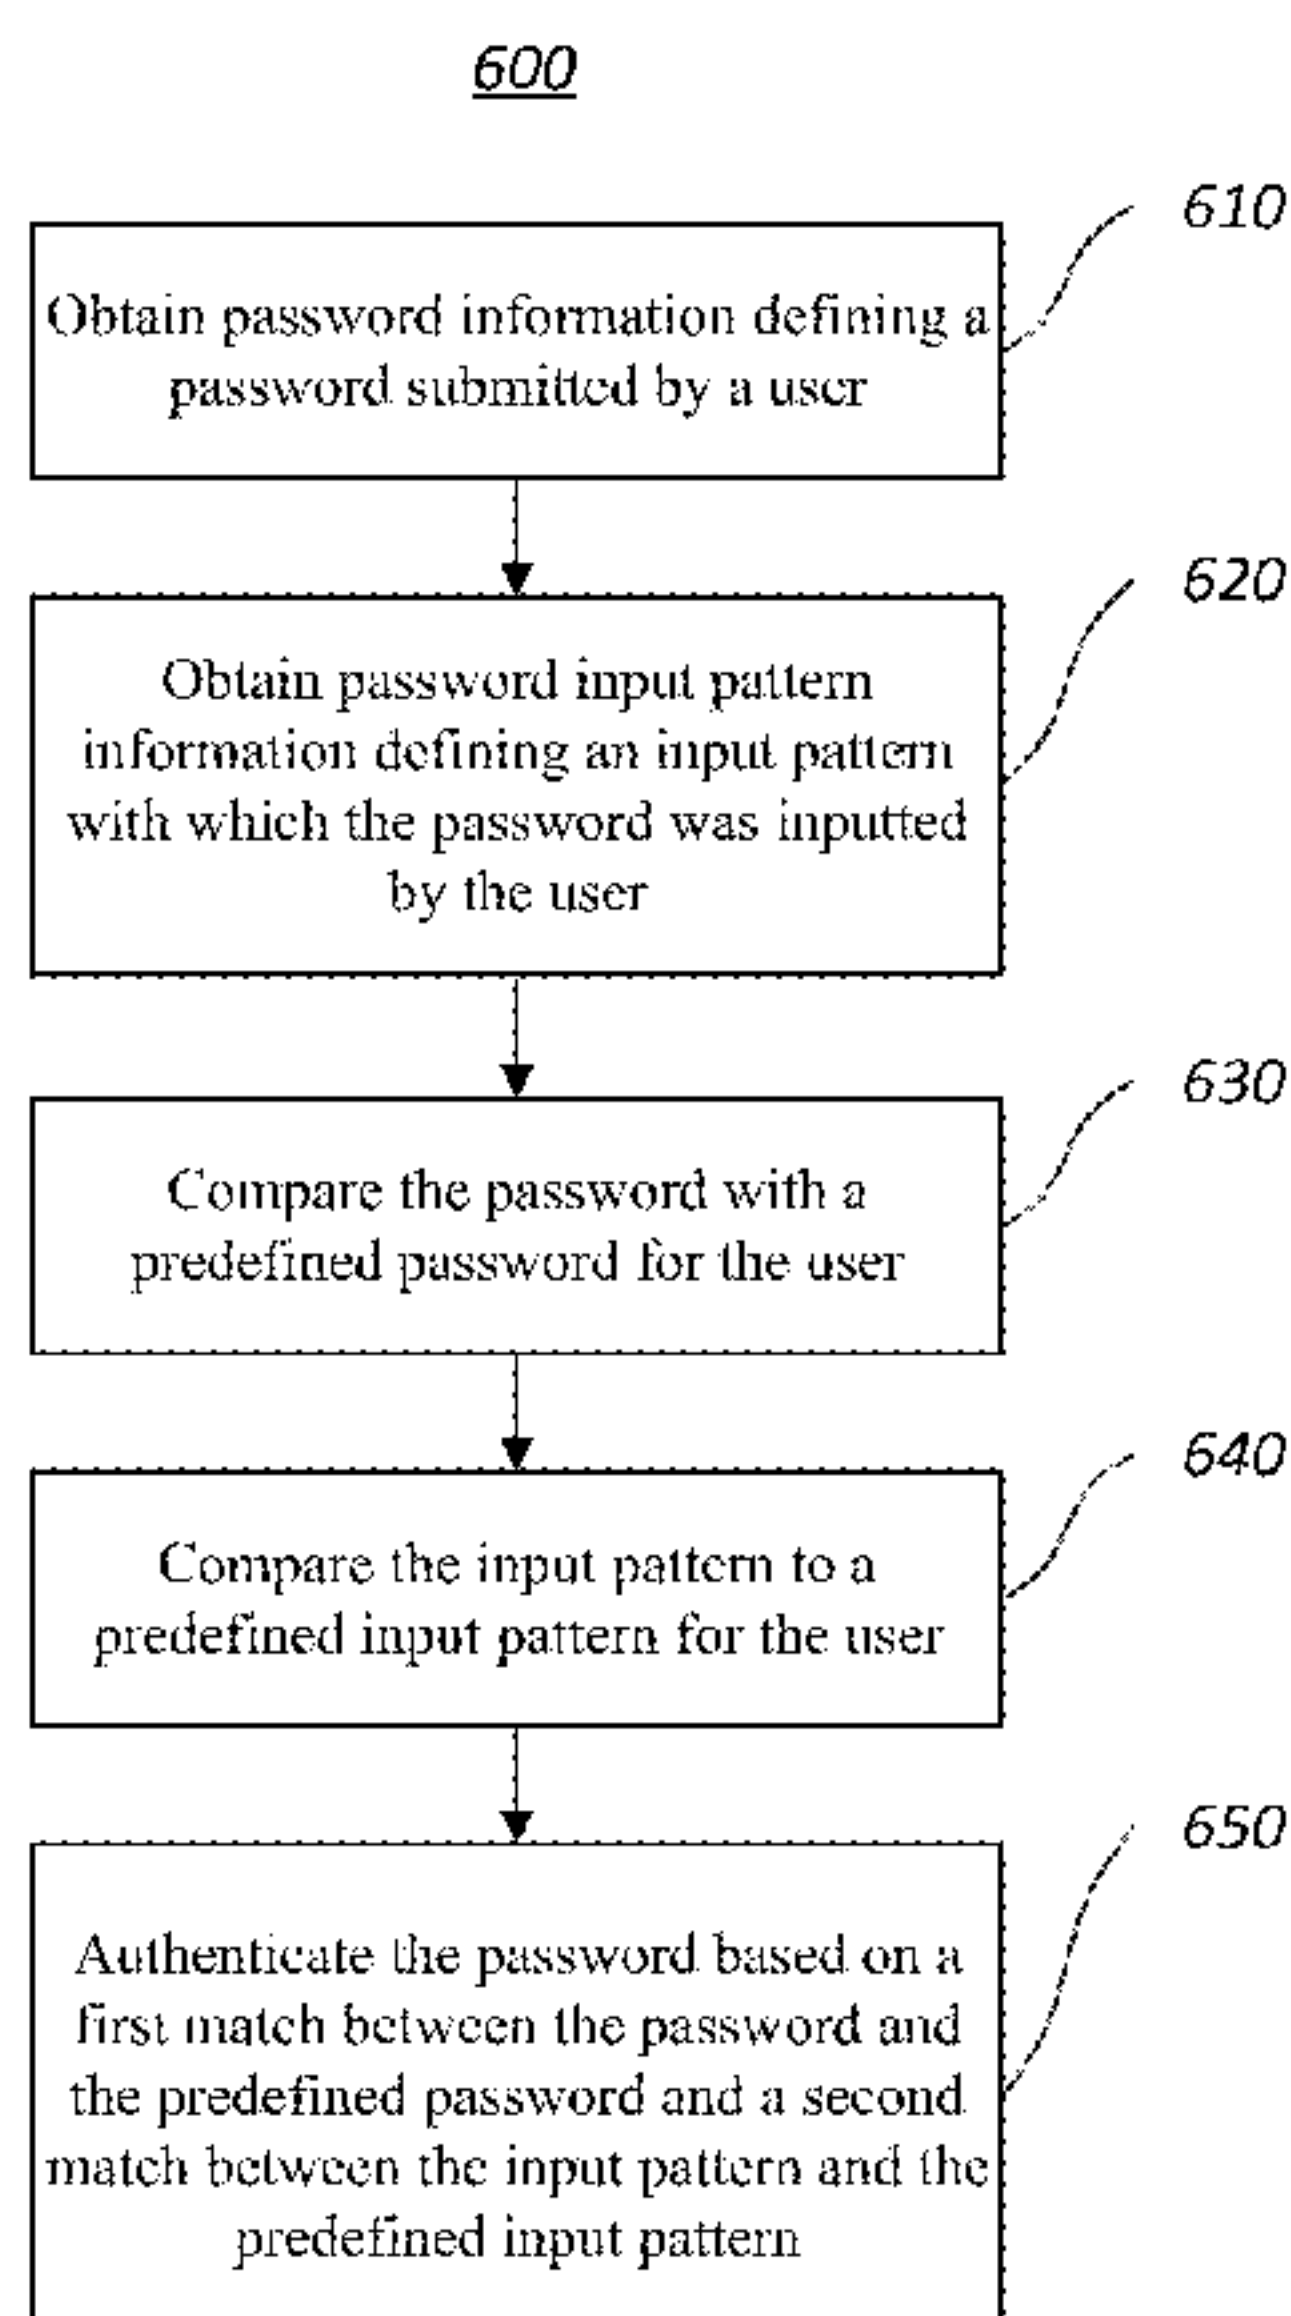 600
610
Obtain password information defining a
password submitted by a user
620
Obtain password input pattern
information defining an input pattern
with which the password was inputted
by the user
630
Compare the password with a
predefined password for the user
640
Compare the input pattern to a
predefined input pattern for the user
650
Authenticate the password based on a
first match between the password and
the predefined password and a second
match between the input pattern and the
predefined input pattern